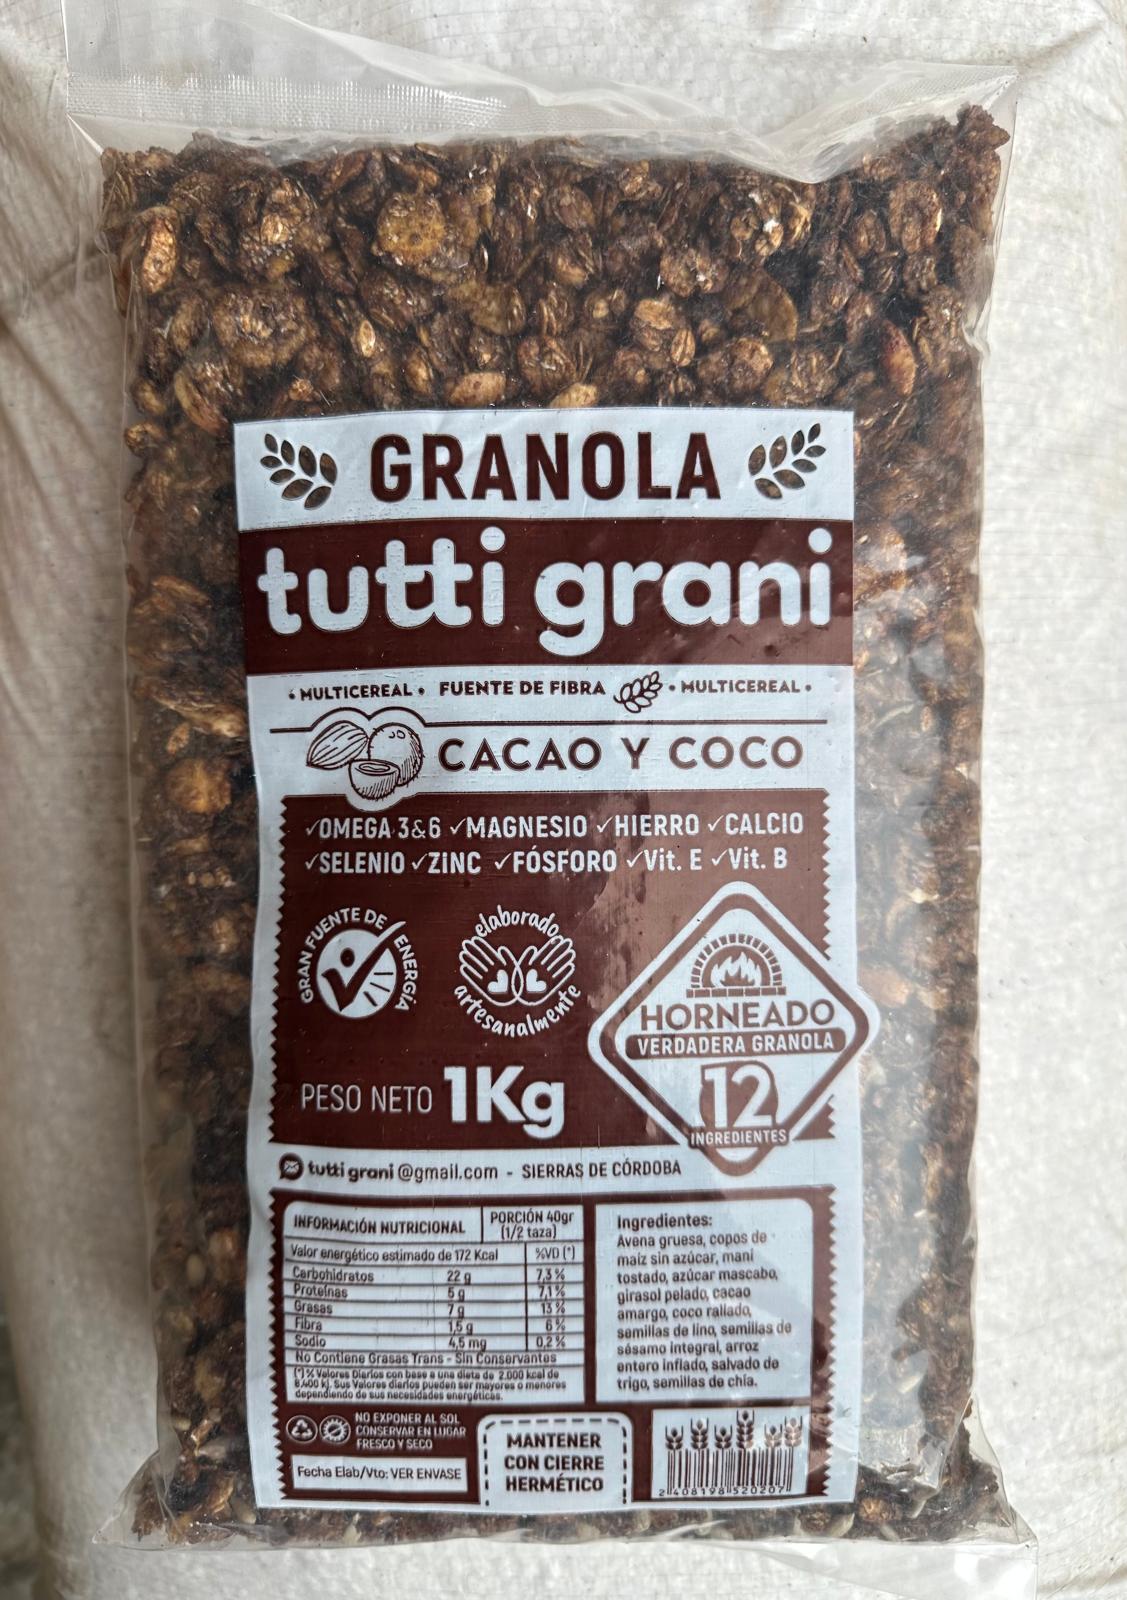 GRANOLA
tutti grani
• MULTICEREAL • FUENTE DE FIBRA • MULTICEREAL •
CACAO Y COCO
✓OMEGA 3&6 ✓MAGNESIO ✓HIERRO ✓CALCIO
✓SELENIO ✓ZINC ✓FÓSFORO ✓Vit. E ✓Vit. B
GRAN FUENTE DE ENERGÍA
elaborado
artesanalmente
HORNEADO
VERDADERA GRANOLA
12
INGREDIENTES
PESO NETO 1Kg
tutti grani@gmail.com - SIERRAS DE CÓRDOBA
INFORMACIÓN NUTRICIONAL
PORCIÓN 40gr
(1/2 taza)
Valor energético estimado de 172 Kcal %VD (*)
Carbohidratos 22 g 7,3%
Proteínas 5 g 7,1%
Grasas 7 g 13%
Fibra 1,5 g 6%
Sodio 4,5 mg 0,2%
No Contiene Grasas Trans - Sin Conservantes
(*) % Valores Diarios con base a una dieta de 2.000 kcal de
8.400 kj. Sus Valores diarios pueden ser mayores o menores
dependiendo de sus necesidades energéticas.
Ingredientes:
Avena gruesa, copos de
maiz sin azúcar, mani
tostado, azúcar mascabo,
girasol pelado, cacao
amargo, coco rallado,
semillas de lino, semillas de
sésamo integral, arroz
entero inflado, salvado de
trigo, semillas de chía.
NO EXPONER AL SOL
CONSERVAR EN LUGAR
FRESCO Y SECO
Fecha Elab/Vto: VER ENVASE
MANTENER
CON CIERRE
HERMÉTICO
2 408198 520207